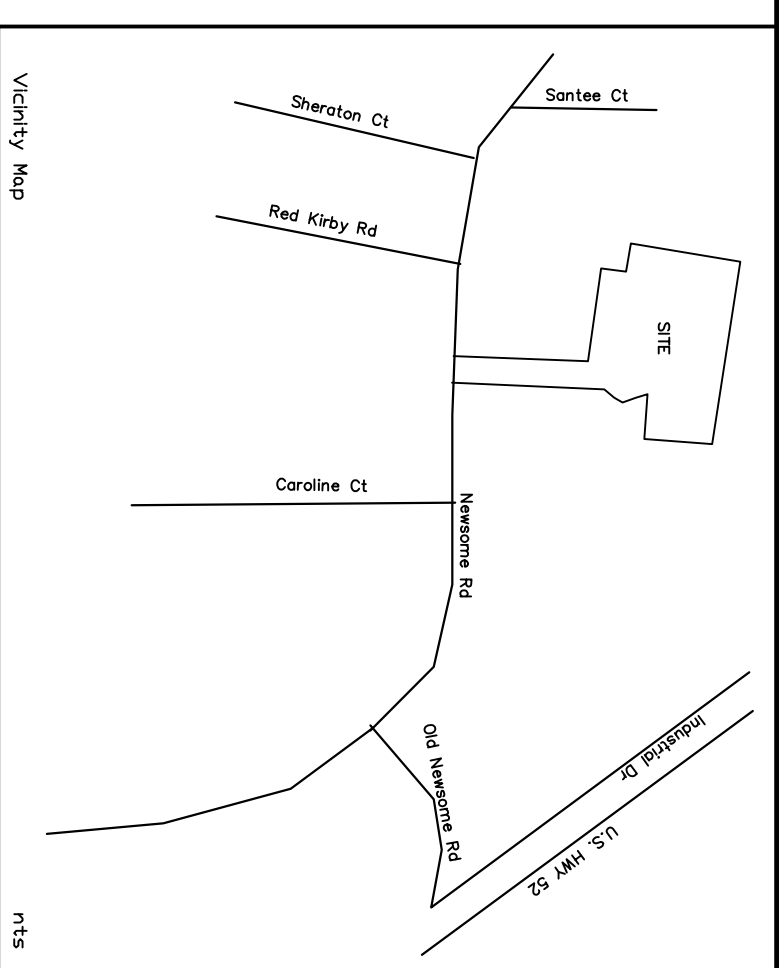 Santee Ct
Sheraton Ct
Red Kirby Rd
SITE
Caroline Ct
Newsome Rd
Old Newsome Rd
Industrial Dr
U.S. HWY 52
Vicinity Map
nts